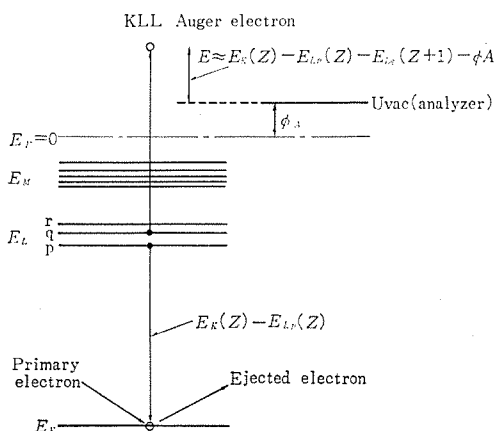 KLL Auger electron
E≈E_K(Z)−E_Lp(Z)−E_Lq(Z+1)−ϕA
Uvac(analyzer)
ϕ_A
E_F=0
E_M
r
E_L q
p
E_K(Z)−E_Lp(Z)
Primary
electron
Ejected electron